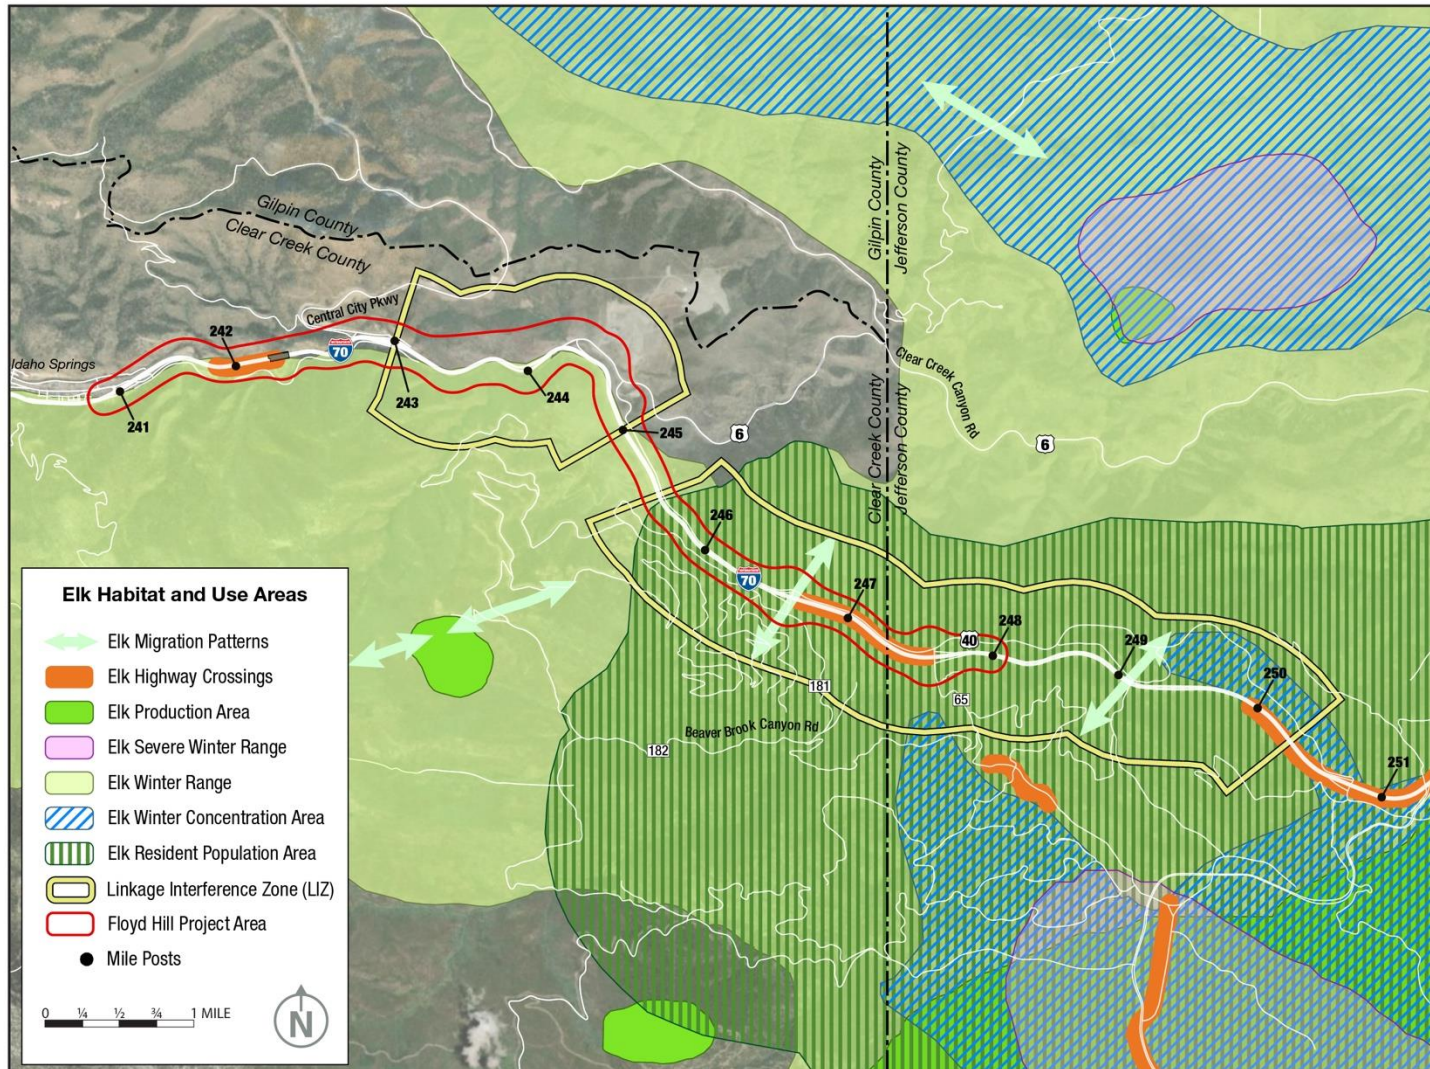 Gilpin County
Clear Creek County
Gilpin County
Jefferson County
Central City Pkwy
242
70
Idaho Springs
241
243
244
245
6
Clear Creek Canyon Rd
6
Clear Creek County
Jefferson County
246
70
247
40
248
249
250
251
181
65
Beaver Brook Canyon Rd
182
Elk Habitat and Use Areas
Elk Migration Patterns
Elk Highway Crossings
Elk Production Area
Elk Severe Winter Range
Elk Winter Range
Elk Winter Concentration Area
Elk Resident Population Area
Linkage Interference Zone (LIZ)
Floyd Hill Project Area
Mile Posts
0 ¼ ½ ¾ 1 MILE
N